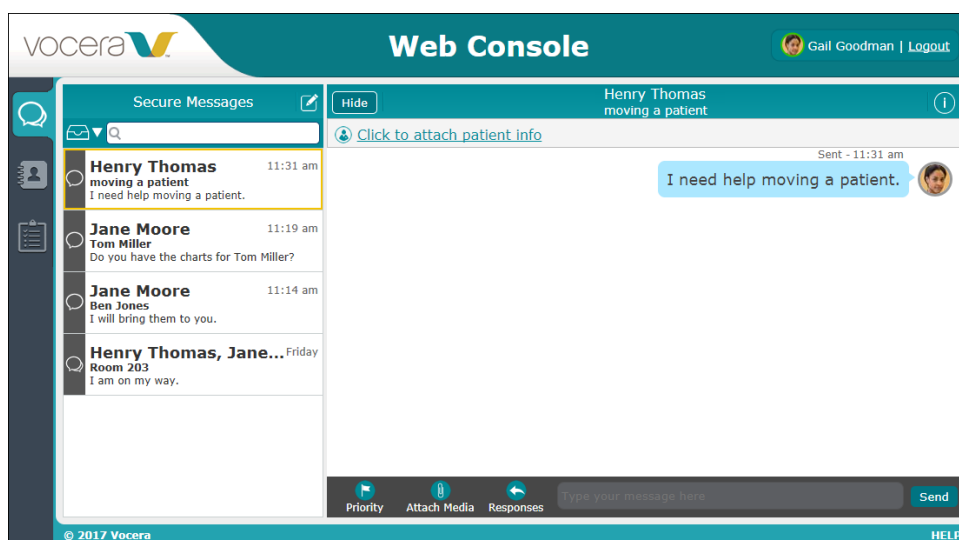 vocera
Web Console
Gail Goodman | Logout
Secure Messages
Hide
Henry Thomas
moving a patient
Click to attach patient info
Henry Thomas 11:31 am
moving a patient
I need help moving a patient.
Jane Moore 11:19 am
Tom Miller
Do you have the charts for Tom Miller?
Jane Moore 11:14 am
Ben Jones
I will bring them to you.
Henry Thomas, Jane... Friday
Room 203
I am on my way.
Sent - 11:31 am
I need help moving a patient.
Priority Attach Media Responses
Type your message here
Send
© 2017 Vocera
HELP